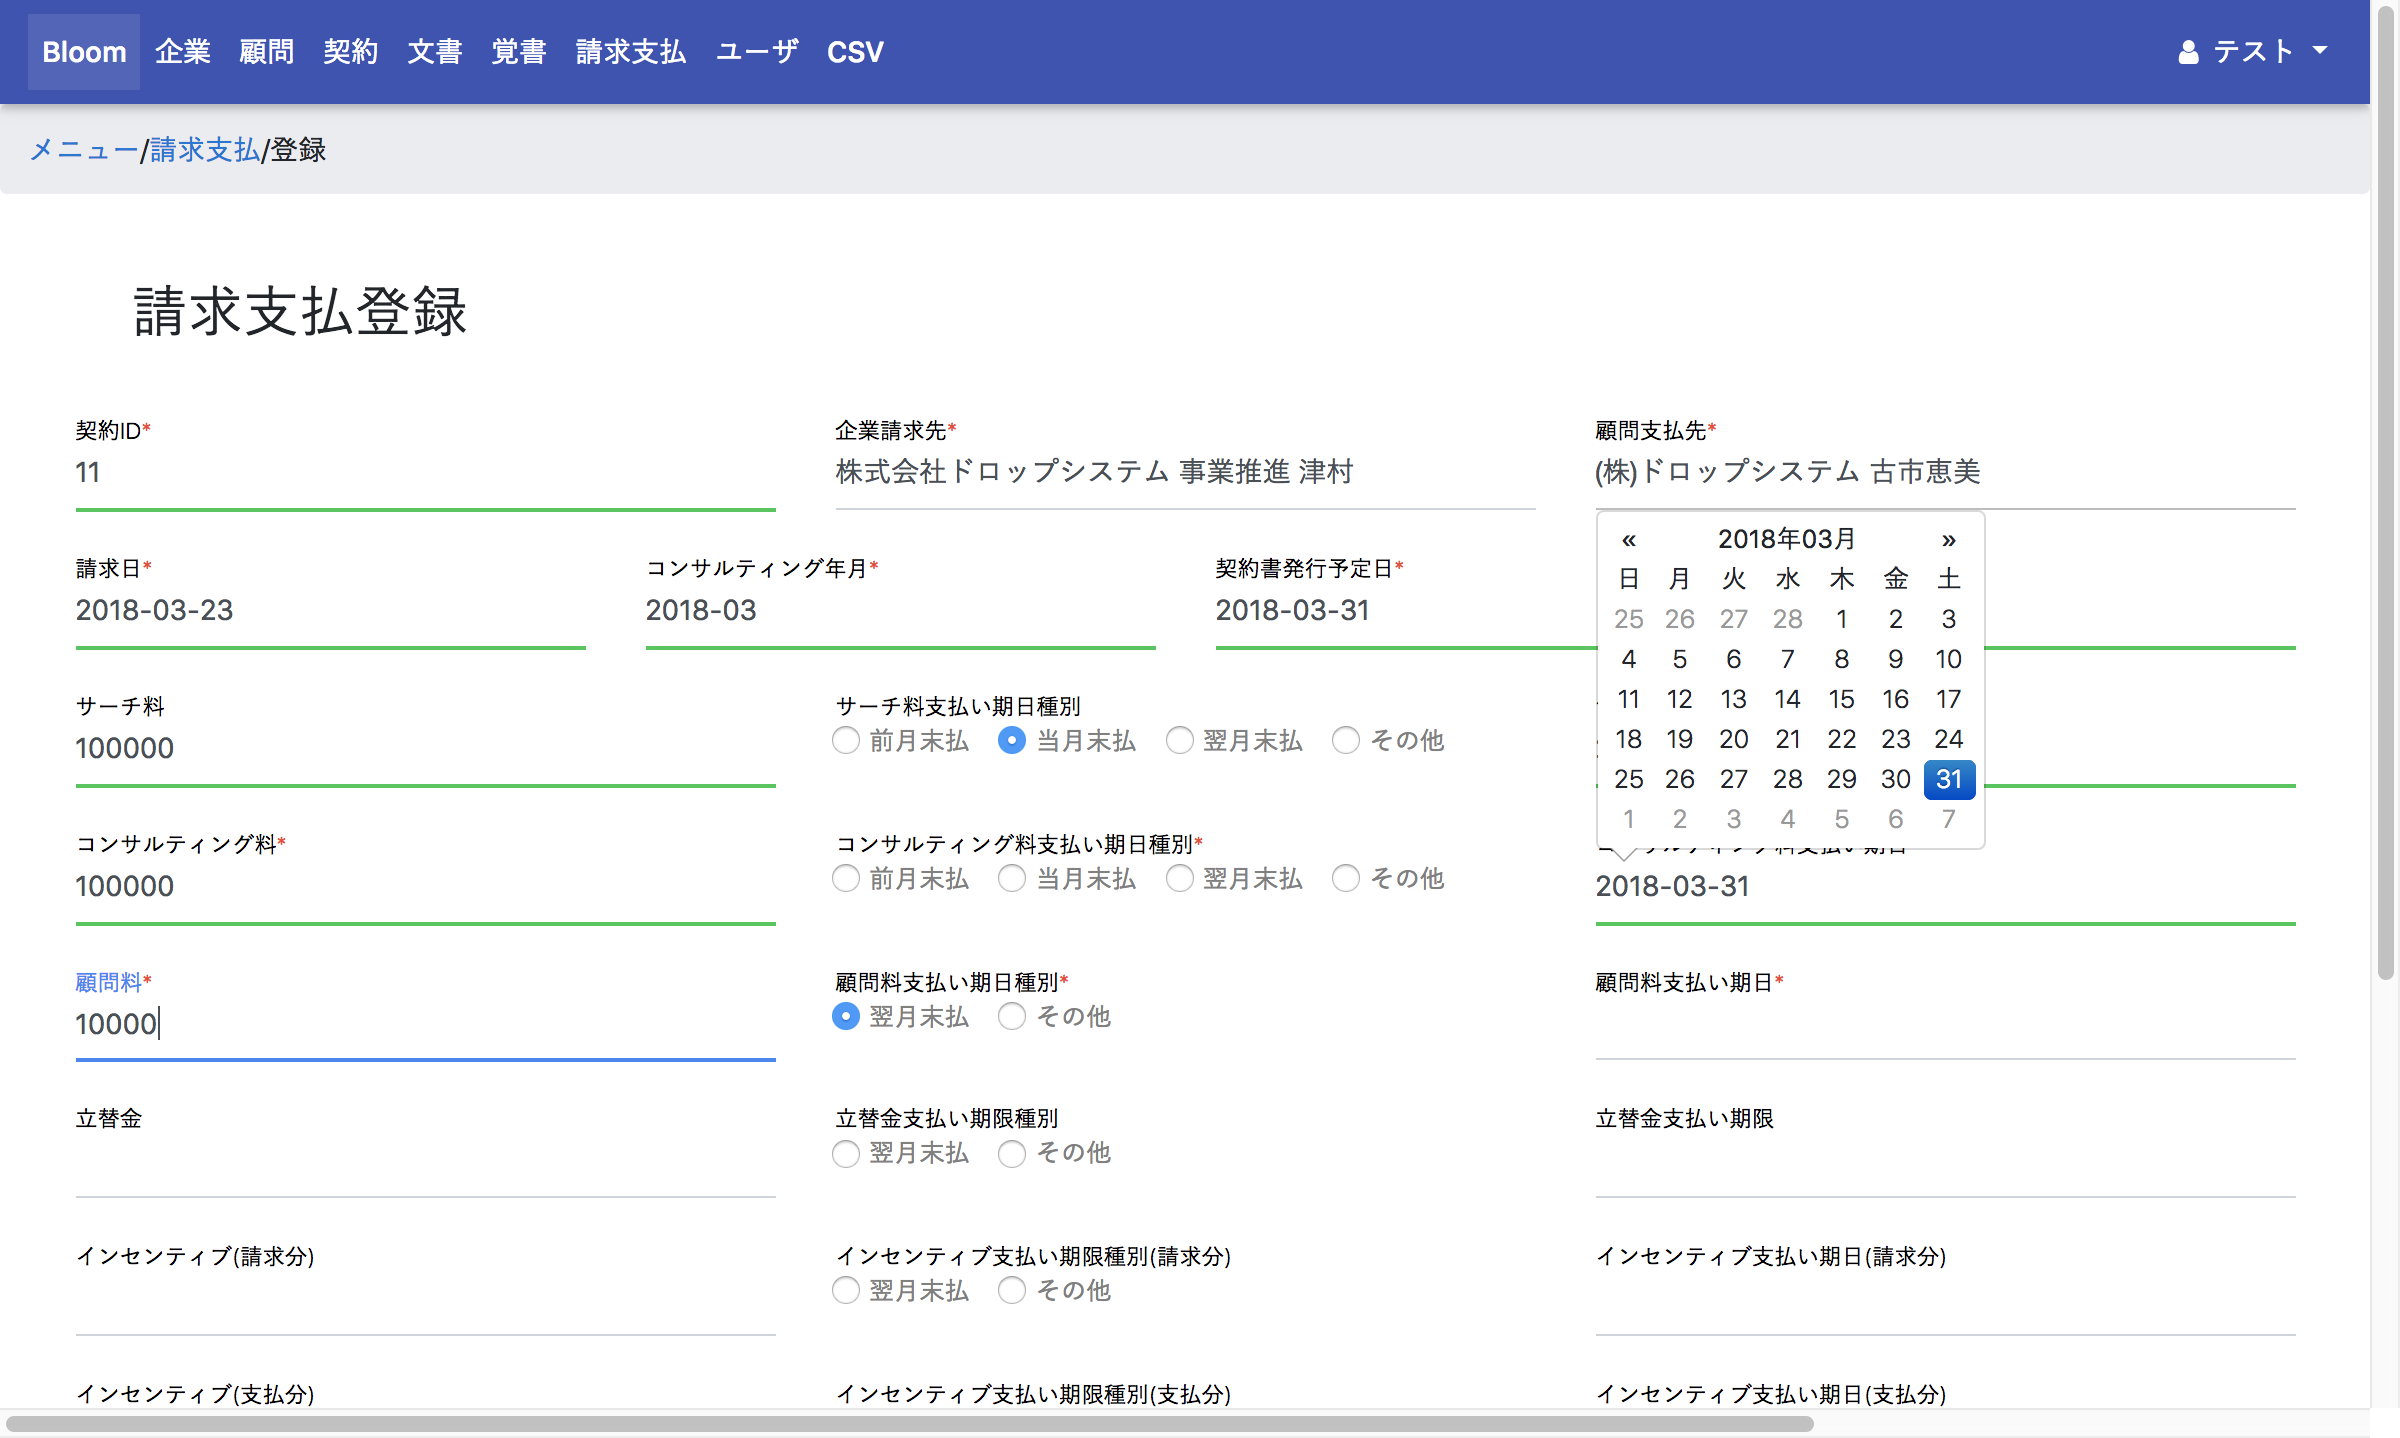 Bloom 企業 顧問 契約 文書 覚書 請求支払 ユーザ CSV テスト
メニュー/請求支払/登録
請求支払登録
契約ID* 企業請求先* 顧問支払先*
11 株式会社ドロップシステム 事業推進 津村 (株)ドロップシステム 古市恵美
« 2018年03月 »
日 月 火 水 木 金 土
25 26 27 28 1 2 3
4 5 6 7 8 9 10
11 12 13 14 15 16 17
18 19 20 21 22 23 24
25 26 27 28 29 30 31
1 2 3 4 5 6 7
請求日* コンサルティング年月* 契約書発行予定日*
2018-03-23 2018-03 2018-03-31
サーチ料 サーチ料支払い期日種別
100000 前月末払 当月末払 翌月末払 その他
コンサルティング料* コンサルティング料支払い期日種別* コンサルティング料支払い期日
100000 前月末払 当月末払 翌月末払 その他 2018-03-31
顧問料* 顧問料支払い期日種別* 顧問料支払い期日*
10000 翌月末払 その他
立替金 立替金支払い期限種別 立替金支払い期限
翌月末払 その他
インセンティブ(請求分) インセンティブ支払い期限種別(請求分) インセンティブ支払い期日(請求分)
翌月末払 その他
インセンティブ(支払分) インセンティブ支払い期限種別(支払分) インセンティブ支払い期日(支払分)